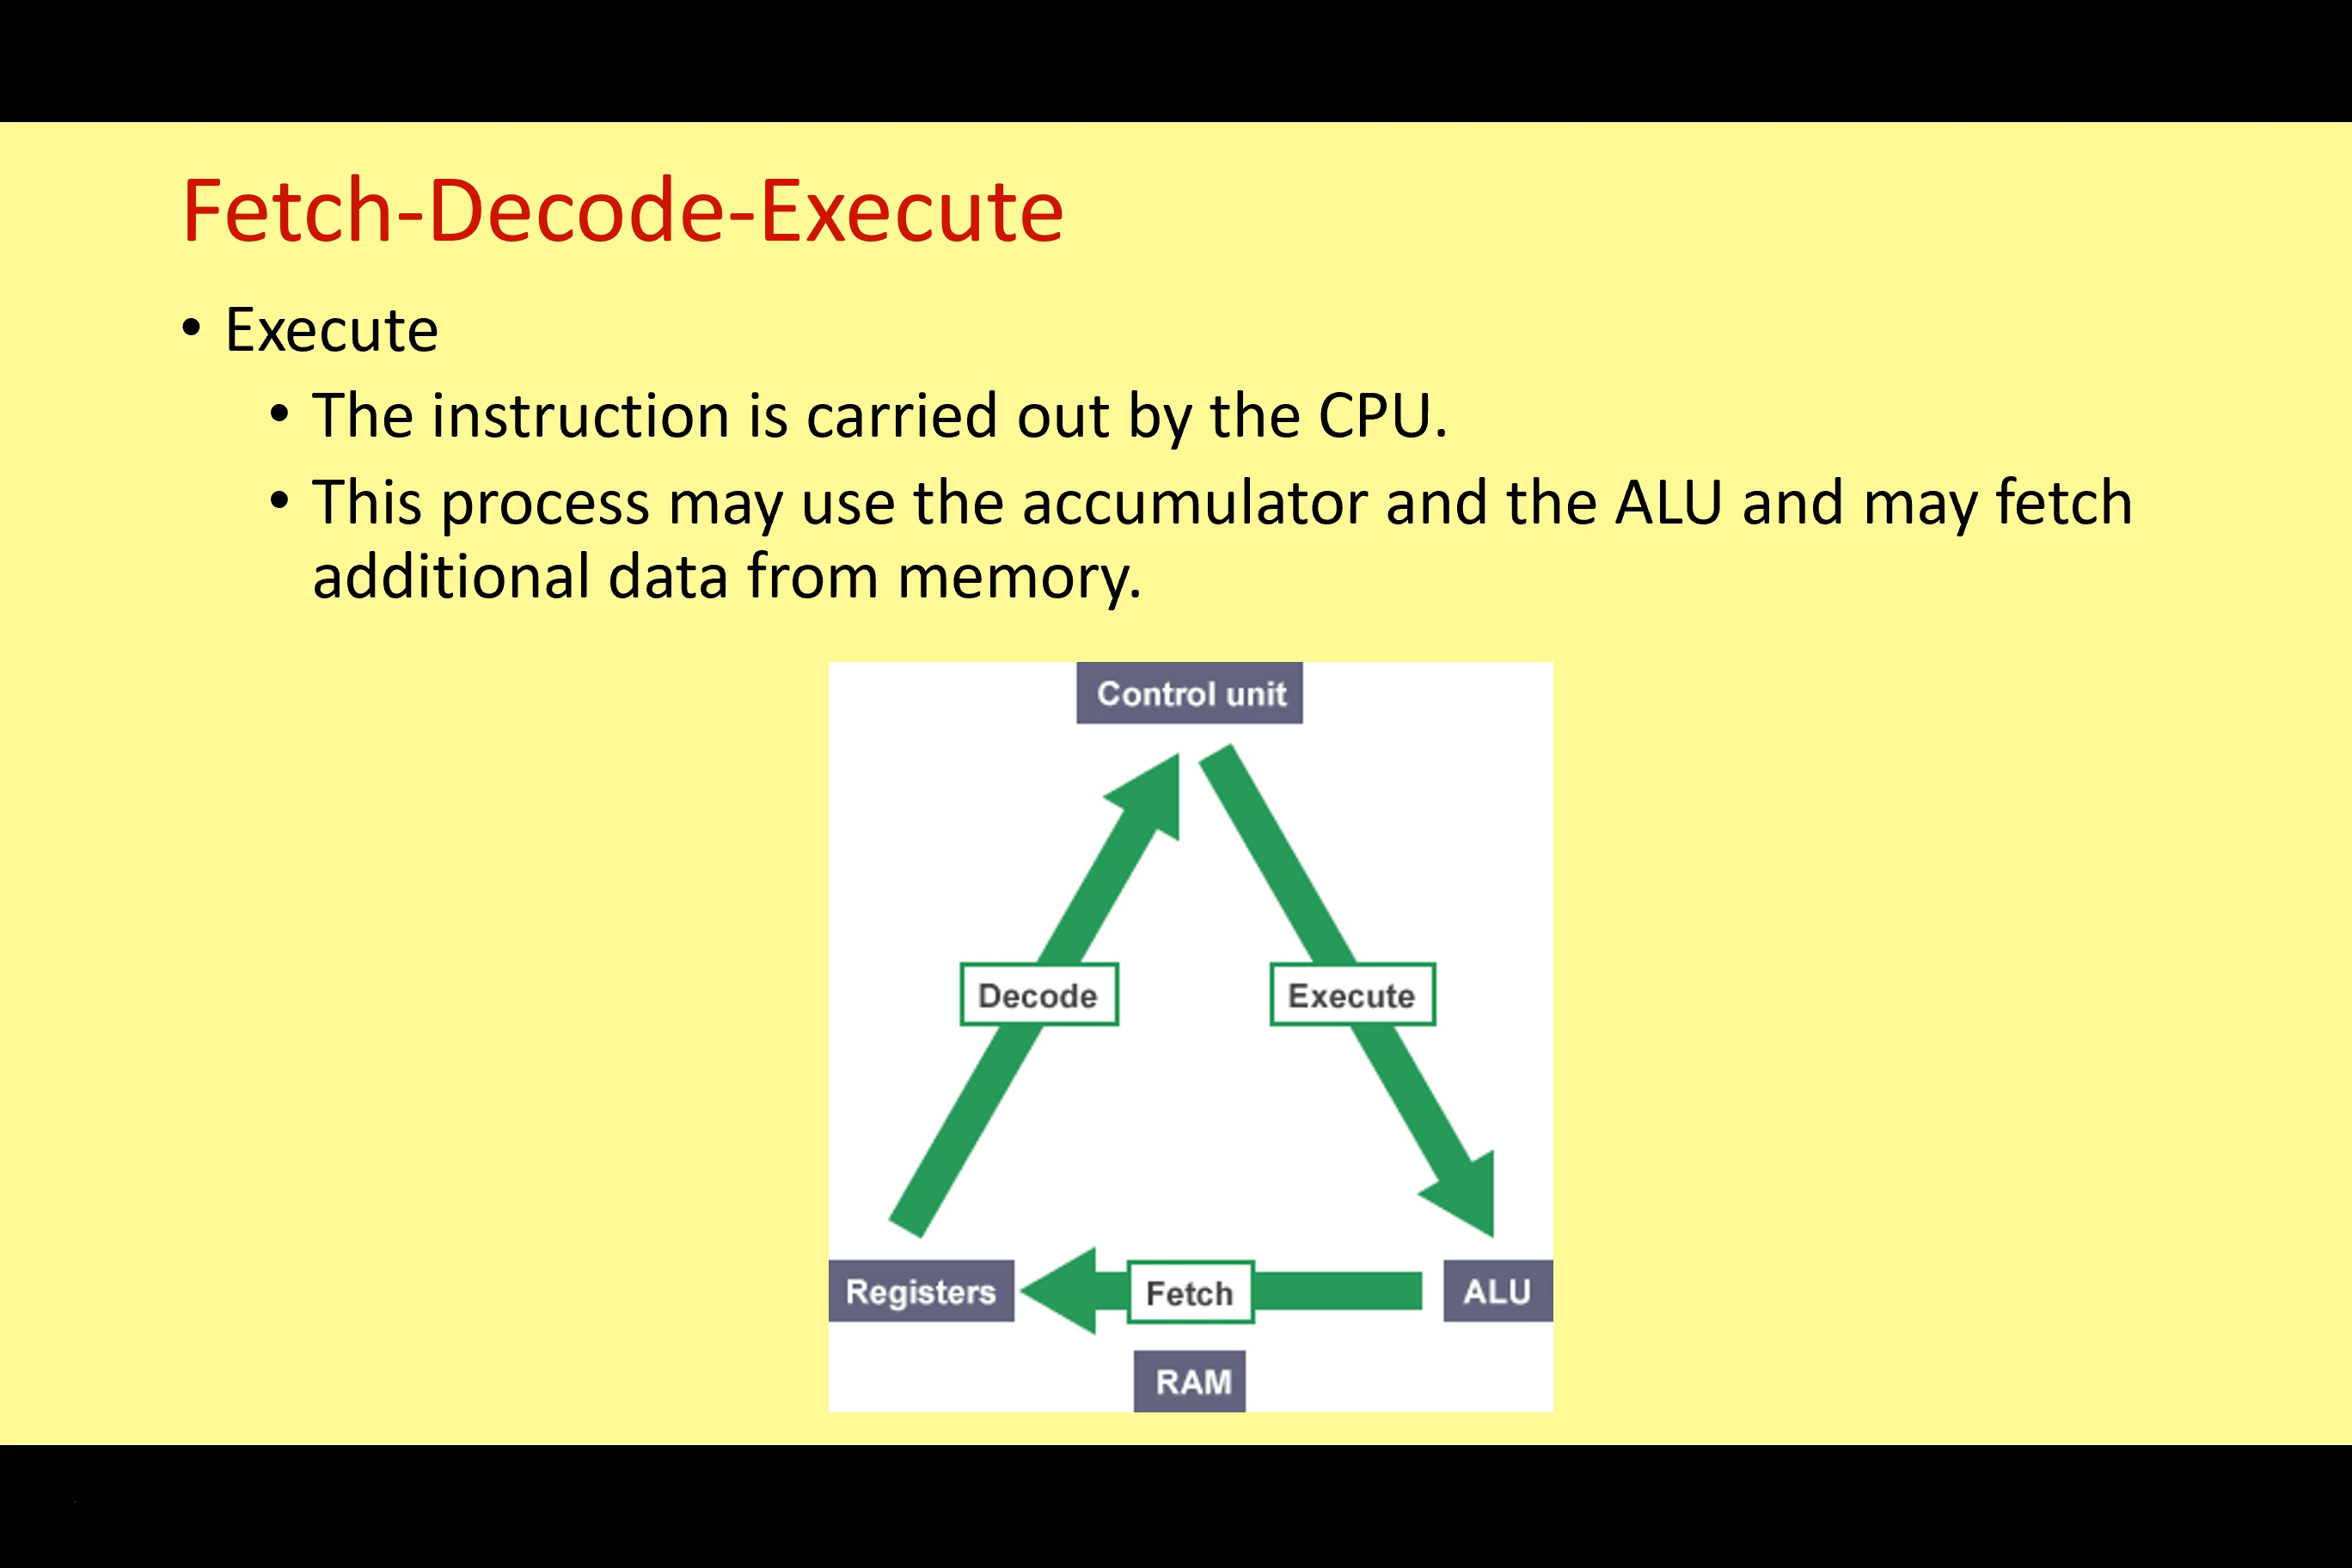 Fetch-Decode-Execute
• Execute
• The instruction is carried out by the CPU.
• This process may use the accumulator and the ALU and may fetch
additional data from memory.
Control unit
Decode
Execute
Registers
Fetch
ALU
RAM